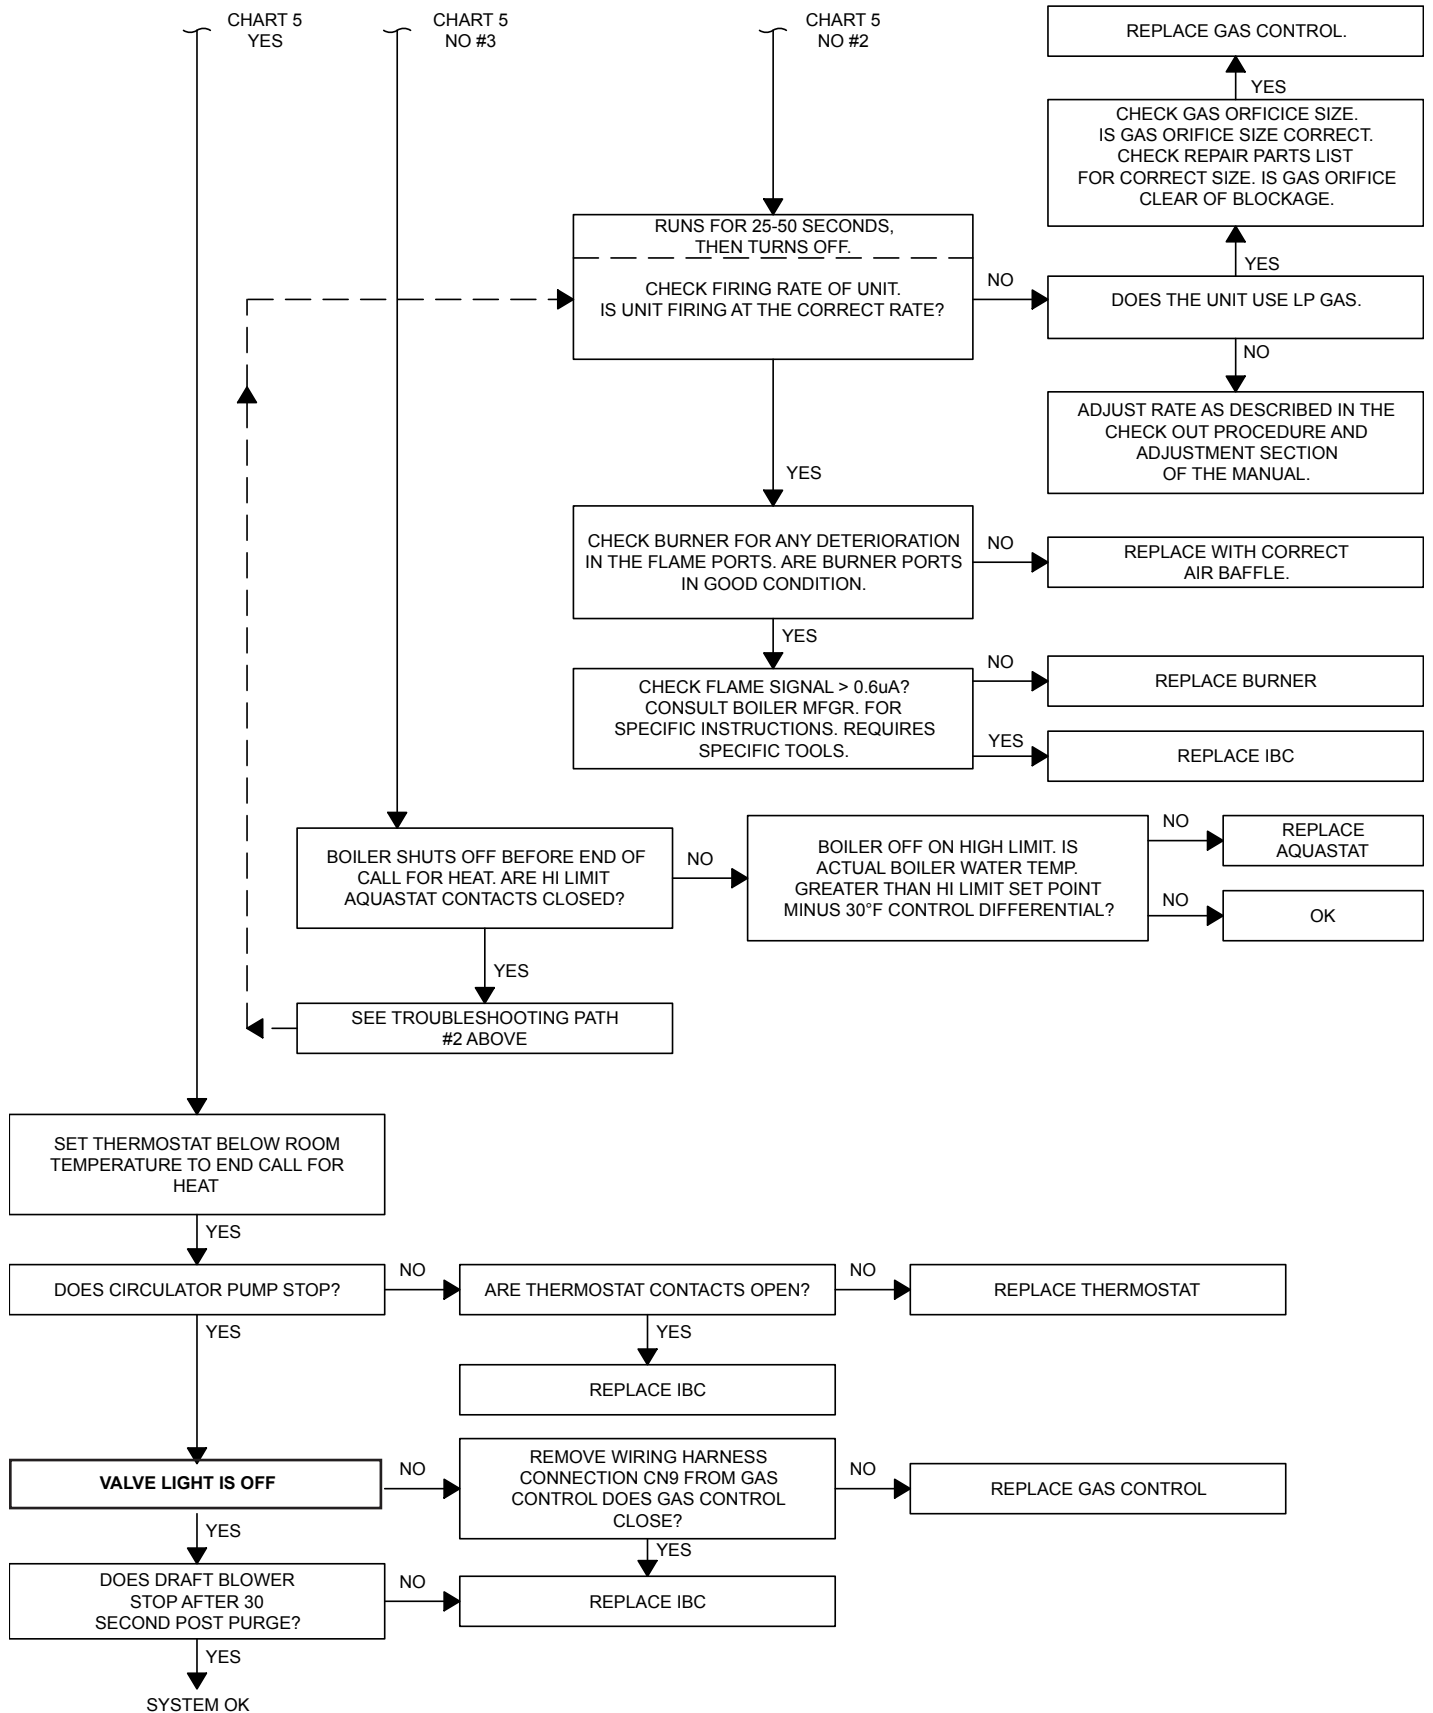 CHART 5
YES
CHART 5
NO #3
CHART 5
NO #2
REPLACE GAS CONTROL.
YES
CHECK GAS ORFICICE SIZE.
IS GAS ORIFICE SIZE CORRECT.
CHECK REPAIR PARTS LIST
FOR CORRECT SIZE. IS GAS ORIFICE
CLEAR OF BLOCKAGE.
YES
RUNS FOR 25-50 SECONDS,
THEN TURNS OFF.
CHECK FIRING RATE OF UNIT.
IS UNIT FIRING AT THE CORRECT RATE?
NO
DOES THE UNIT USE LP GAS.
NO
ADJUST RATE AS DESCRIBED IN THE
CHECK OUT PROCEDURE AND
ADJUSTMENT SECTION
OF THE MANUAL.
YES
CHECK BURNER FOR ANY DETERIORATION
IN THE FLAME PORTS. ARE BURNER PORTS
IN GOOD CONDITION.
NO
REPLACE WITH CORRECT
AIR BAFFLE.
YES
CHECK FLAME SIGNAL > 0.6uA?
CONSULT BOILER MFGR. FOR
SPECIFIC INSTRUCTIONS. REQUIRES
SPECIFIC TOOLS.
NO
REPLACE BURNER
YES
REPLACE IBC
BOILER SHUTS OFF BEFORE END OF
CALL FOR HEAT. ARE HI LIMIT
AQUASTAT CONTACTS CLOSED?
NO
BOILER OFF ON HIGH LIMIT. IS
ACTUAL BOILER WATER TEMP.
GREATER THAN HI LIMIT SET POINT
MINUS 30°F CONTROL DIFFERENTIAL?
NO
REPLACE
AQUASTAT
NO
OK
YES
SEE TROUBLESHOOTING PATH
#2 ABOVE
SET THERMOSTAT BELOW ROOM
TEMPERATURE TO END CALL FOR
HEAT
YES
DOES CIRCULATOR PUMP STOP?
NO
ARE THERMOSTAT CONTACTS OPEN?
NO
REPLACE THERMOSTAT
YES
YES
REPLACE IBC
VALVE LIGHT IS OFF
NO
REMOVE WIRING HARNESS
CONNECTION CN9 FROM GAS
CONTROL DOES GAS CONTROL
CLOSE?
NO
REPLACE GAS CONTROL
YES
YES
DOES DRAFT BLOWER
STOP AFTER 30
SECOND POST PURGE?
NO
REPLACE IBC
YES
SYSTEM OK